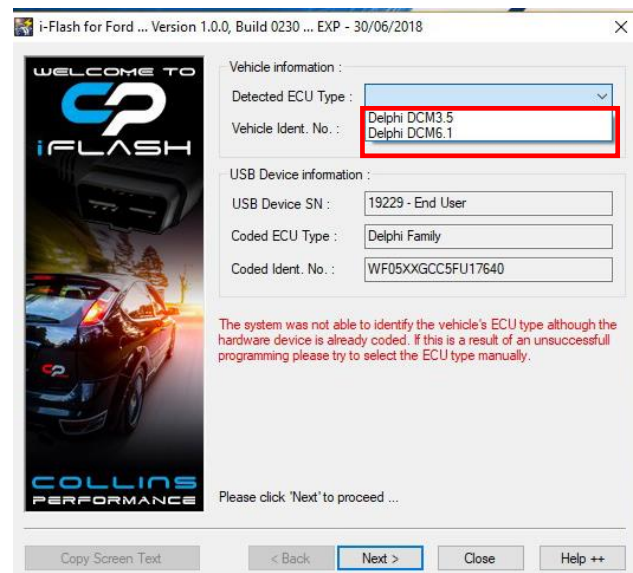 i-Flash for Ford ... Version 1.0.0, Build 0230 ... EXP - 30/06/2018
WELCOME TO
CP
iFLASH
COLLINS
PERFORMANCE
Vehicle information :
Detected ECU Type :
Delphi DCM3.5
Delphi DCM6.1
Vehicle Ident. No. :
USB Device information :
USB Device SN : 19229 - End User
Coded ECU Type : Delphi Family
Coded Ident. No. : WF05XXGCC5FU17640
The system was not able to identify the vehicle's ECU type although the
hardware device is already coded. If this is a result of an unsuccessfull
programming please try to select the ECU type manually.
Please click 'Next' to proceed ...
Copy Screen Text < Back Next > Close Help ++